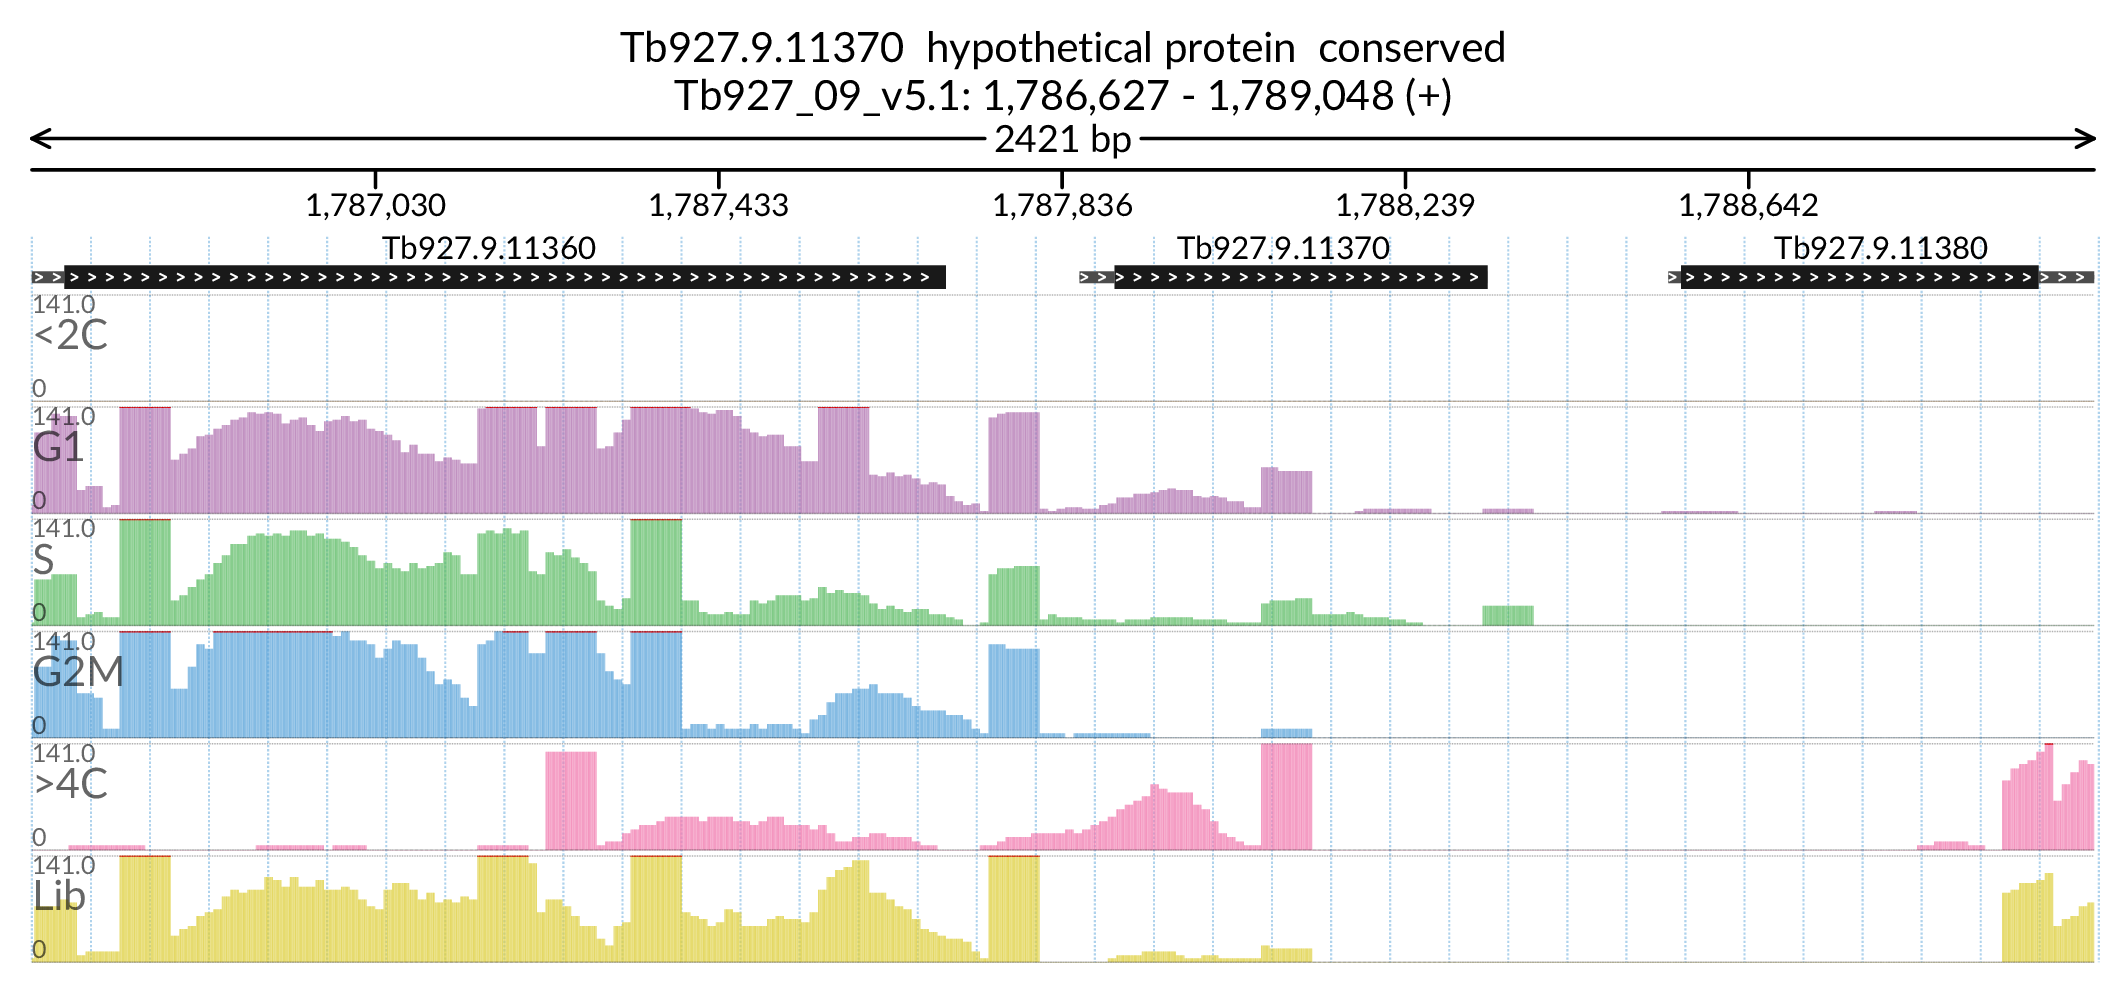 Tb927.9.11370 hypothetical protein conserved
Tb927_09_v5.1: 1,786,627 - 1,789,048 (+)
2421 bp
1,787,030 1,787,433 1,787,836 1,788,239 1,788,642
Tb927.9.11360 Tb927.9.11370 Tb927.9.11380
141.0
<2C
0
141.0
G1
0
141.0
S
0
141.0
G2M
0
141.0
>4C
0
141.0
Lib
0